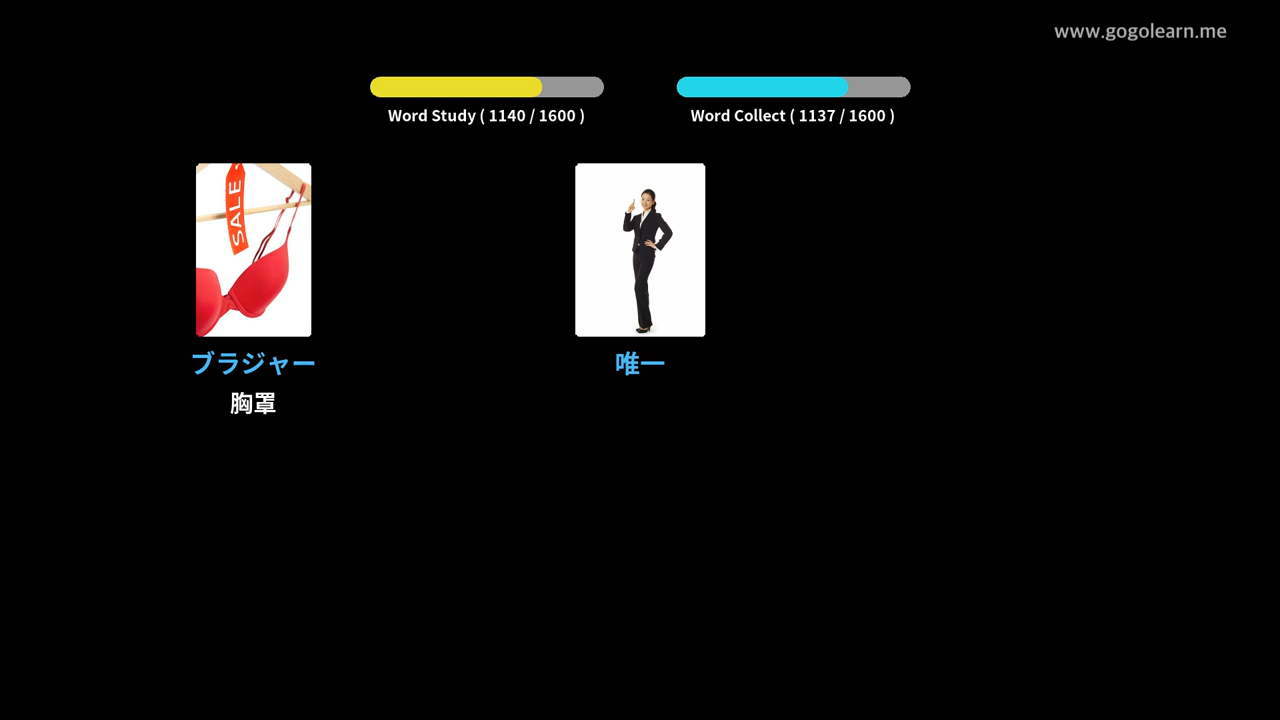 www.gogolearn.me
Word Study ( 1140 / 1600 )
Word Collect ( 1137 / 1600 )
SALE
ブラジャー
唯一
胸罩